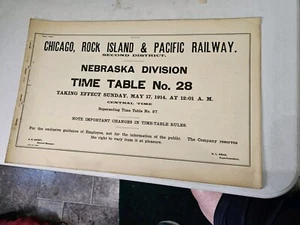 CHICAGO, ROCK ISLAND & PACIFIC RAILWAY.
SECOND DISTRICT.
NEBRASKA DIVISION
TIME TABLE No. 28
TAKING EFFECT SUNDAY, MAY 17, 1914, AT 12:01 A. M.
CENTRAL TIME
Superseding Time Table No. 27.
NOTE IMPORTANT CHANGES IN TIME-TABLE RULES.
For the exclusive guidance of Employes, not for the information of the public. The Company reserves
the right to vary from it at pleasure.